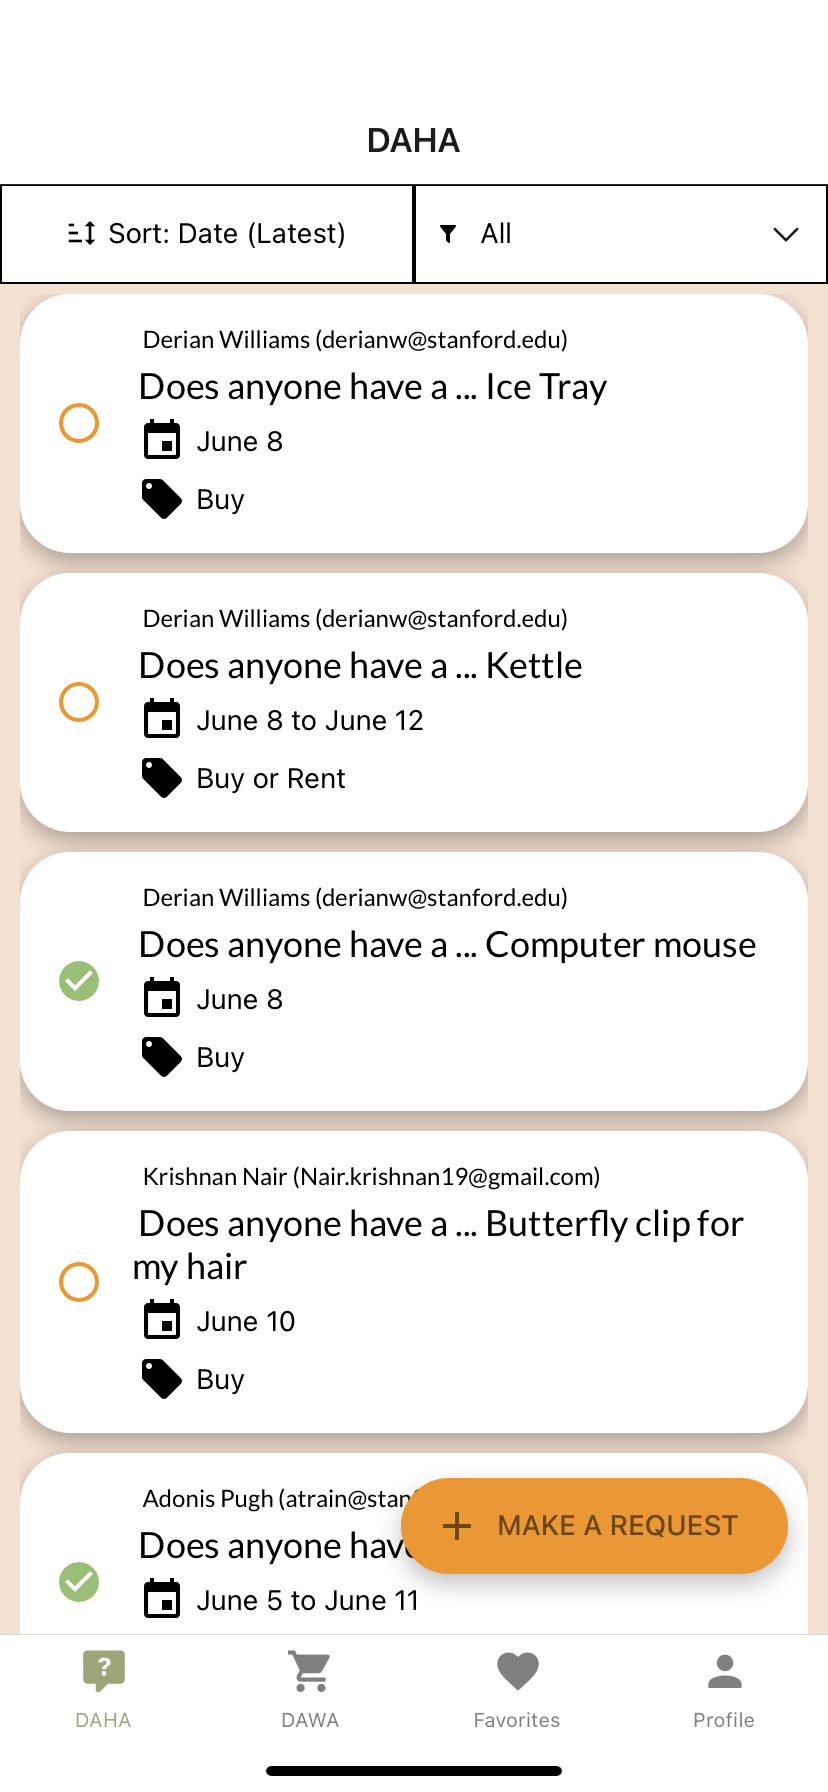 DAHA
Sort: Date (Latest)
All
Derian Williams (derianw@stanford.edu)
Does anyone have a ... Ice Tray
June 8
Buy
Derian Williams (derianw@stanford.edu)
Does anyone have a ... Kettle
June 8 to June 12
Buy or Rent
Derian Williams (derianw@stanford.edu)
Does anyone have a ... Computer mouse
June 8
Buy
Krishnan Nair (Nair.krishnan19@gmail.com)
Does anyone have a ... Butterfly clip for
my hair
June 10
Buy
Adonis Pugh (atrain@stan
Does anyone have
June 5 to June 11
+ MAKE A REQUEST
?
DAHA
DAWA
Favorites
Profile